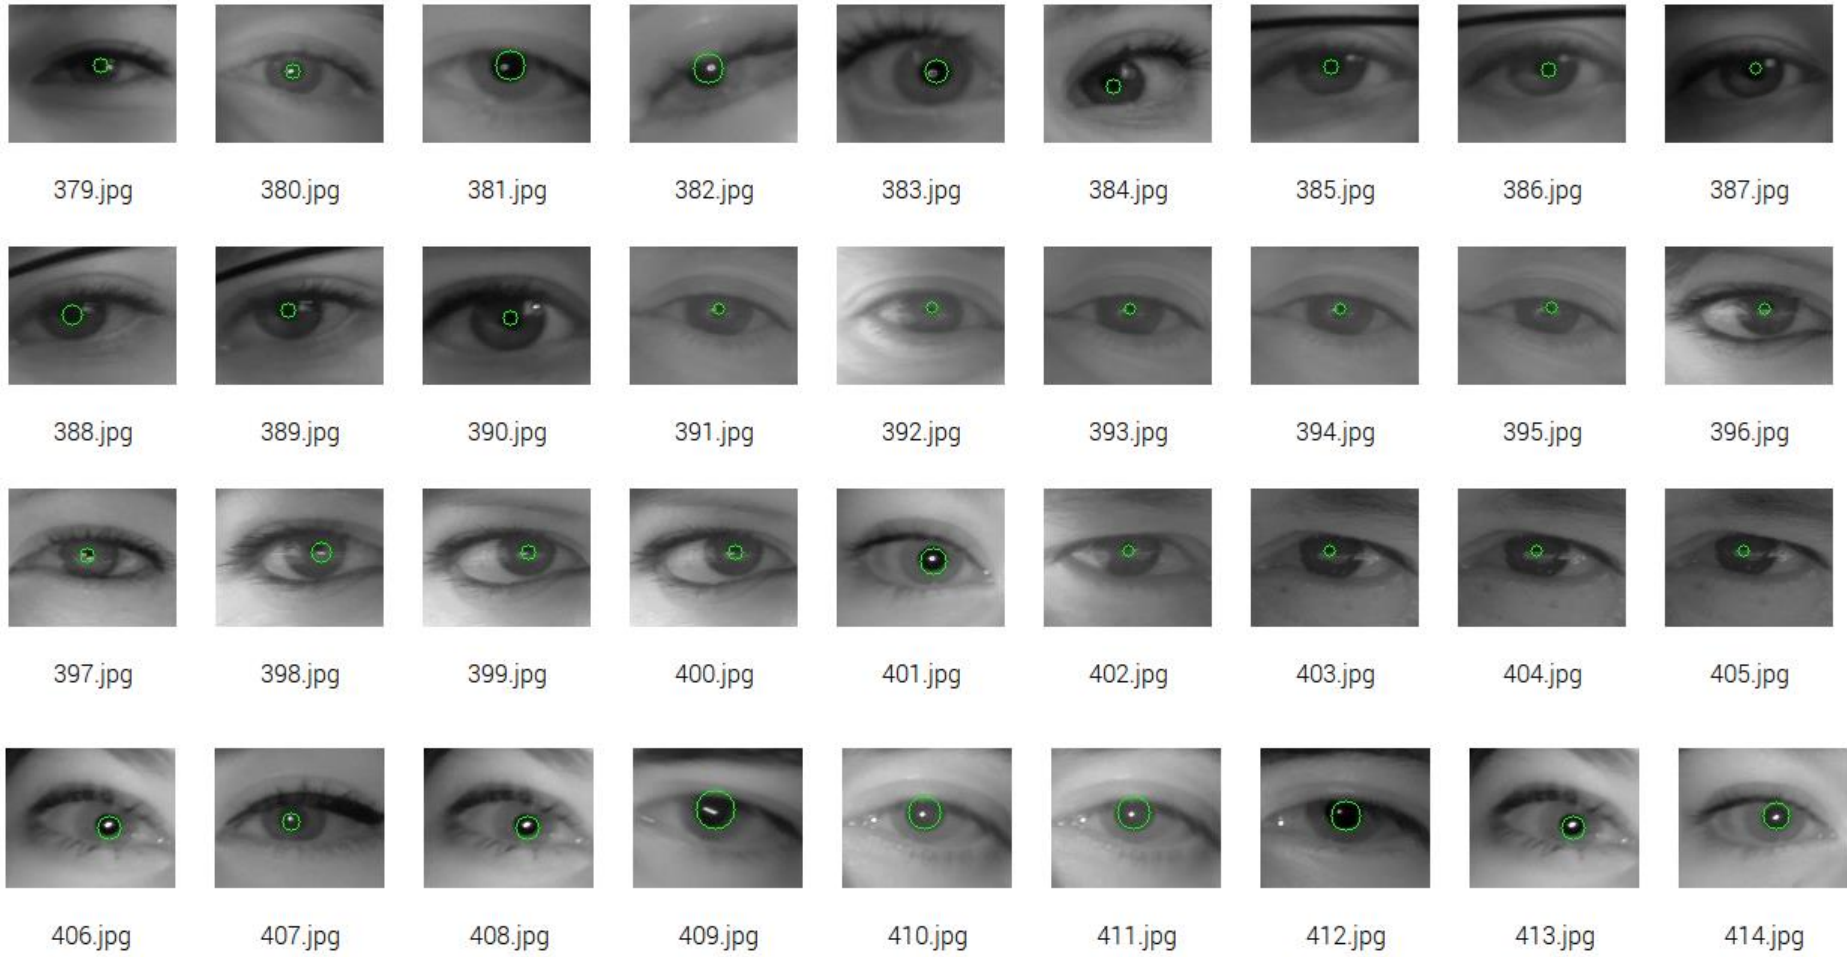 379.jpg 380.jpg 381.jpg 382.jpg 383.jpg 384.jpg 385.jpg 386.jpg 387.jpg
388.jpg 389.jpg 390.jpg 391.jpg 392.jpg 393.jpg 394.jpg 395.jpg 396.jpg
397.jpg 398.jpg 399.jpg 400.jpg 401.jpg 402.jpg 403.jpg 404.jpg 405.jpg
406.jpg 407.jpg 408.jpg 409.jpg 410.jpg 411.jpg 412.jpg 413.jpg 414.jpg